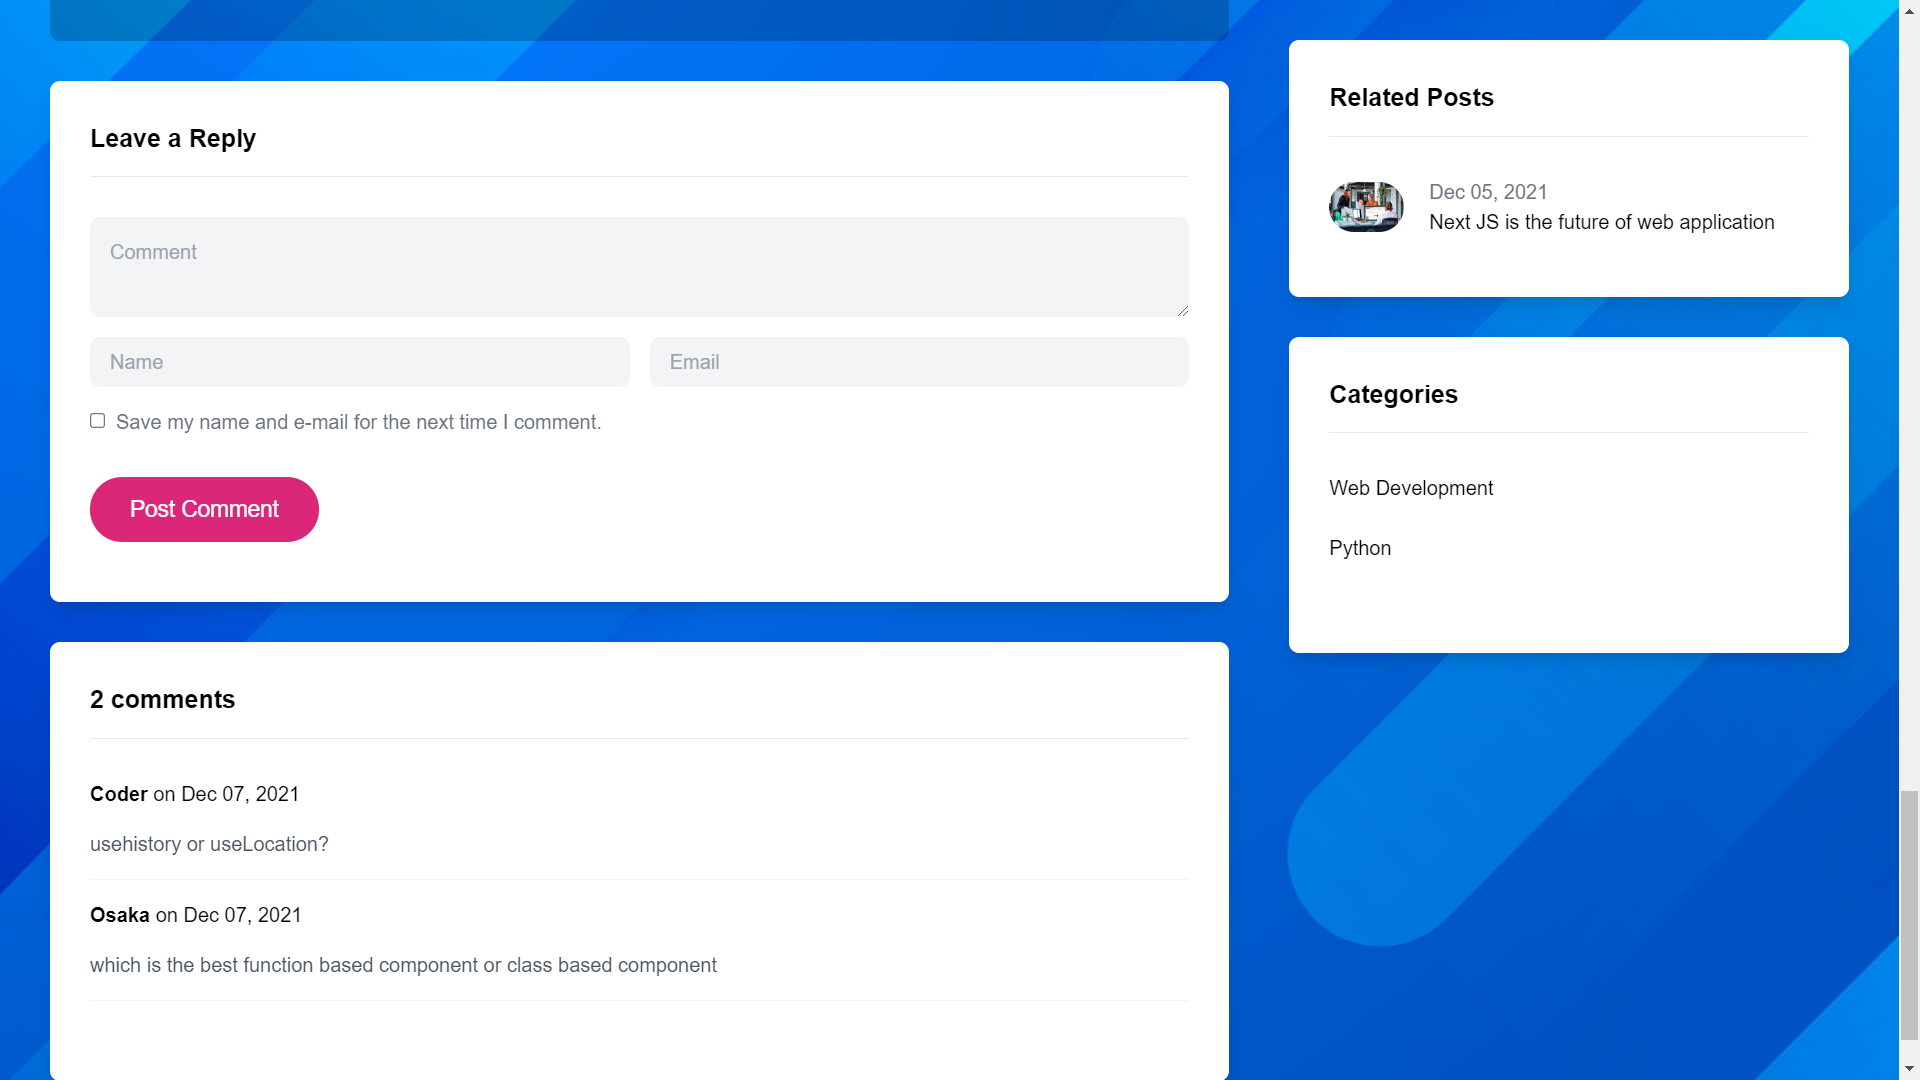 Leave a Reply
Comment
Name
Email
Save my name and e-mail for the next time I comment.
Post Comment
2 comments
Coder on Dec 07, 2021
usehistory or useLocation?
Osaka on Dec 07, 2021
which is the best function based component or class based component
Related Posts
Dec 05, 2021
Next JS is the future of web application
Categories
Web Development
Python